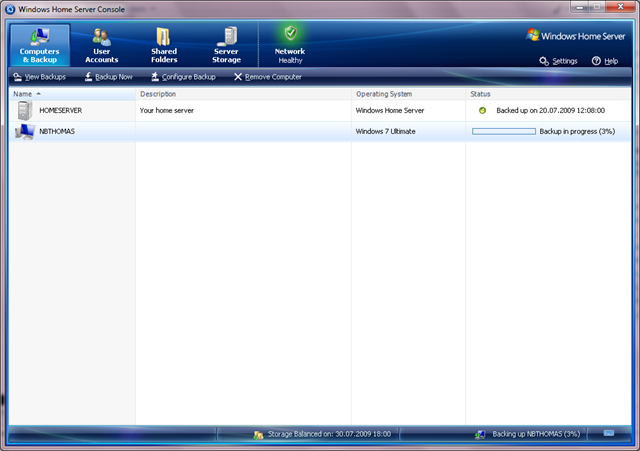 Windows Home Server Console
Computers & Backup
User Accounts
Shared Folders
Server Storage
Network Healthy
Windows Home Server
Settings Help
View Backups Backup Now Configure Backup Remove Computer
Name Description Operating System Status
HOMESERVER Your home server Windows Home Server Backed up on 20.07.2009 12:08:00
NBTHOMAS Windows 7 Ultimate Backup in progress (3%)
Storage Balanced on: 30.07.2009 18:00 Backing up NBTHOMAS (3%)